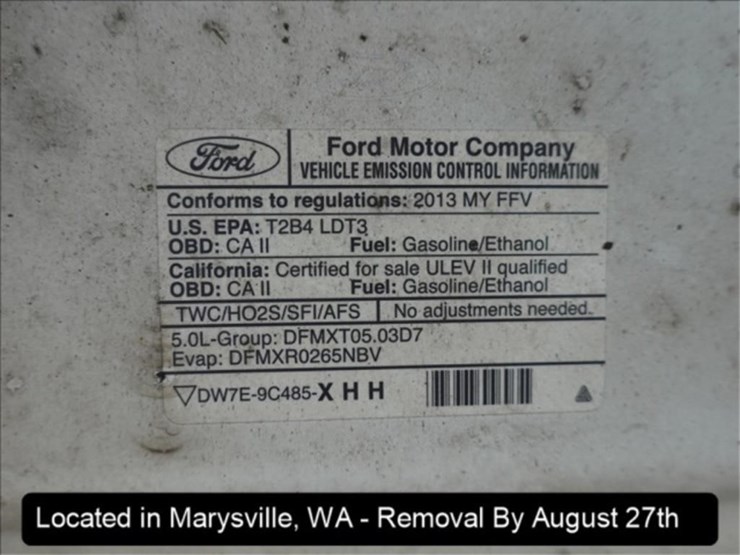 Ford
Ford Motor Company
VEHICLE EMISSION CONTROL INFORMATION
Conforms to regulations: 2013 MY FFV
U.S. EPA: T2B4 LDT3
OBD: CA II Fuel: Gasoline/Ethanol
California: Certified for sale ULEV II qualified
OBD: CA II Fuel: Gasoline/Ethanol
TWC/HO2S/SFI/AFS No adjustments needed.
5.0L-Group: DFMXT05.03D7
Evap: DFMXR0265NBV
DW7E-9C485-X H H
Located in Marysville, WA - Removal By August 27th